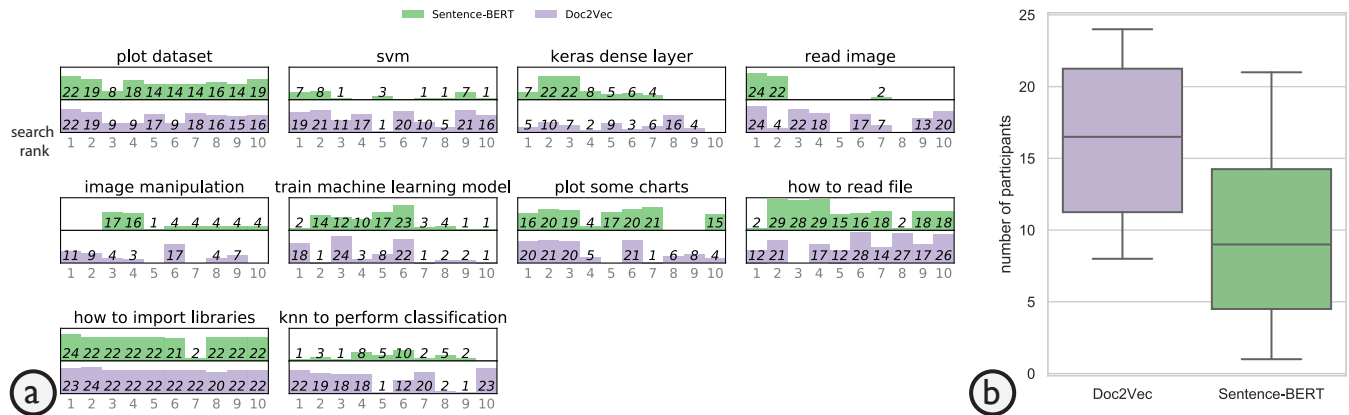 Sentence-BERT Doc2Vec
plot dataset
22 19 8 18 14 14 14 16 14 19
22 19 9 9 17 9 18 16 15 16
search rank
1 2 3 4 5 6 7 8 9 10
svm
7 8 1 3 1 1 7 1
19 21 11 17 1 20 10 5 21 16
1 2 3 4 5 6 7 8 9 10
keras dense layer
7 22 22 8 5 6 4
5 10 7 2 9 3 6 16 4
1 2 3 4 5 6 7 8 9 10
read image
24 22 2
24 4 22 18 17 7 13 20
1 2 3 4 5 6 7 8 9 10
image manipulation
17 16 1 4 4 4 4 4
11 9 4 3 17 4 9
1 2 3 4 5 6 7 8 9 10
train machine learning model
2 14 12 10 17 23 3 4 1 1
18 1 24 3 8 22 1 2 2 1
1 2 3 4 5 6 7 8 9 10
plot some charts
16 20 19 4 17 20 21 15
20 21 20 5 21 1 6 8 4
1 2 3 4 5 6 7 8 9 10
how to read file
2 29 28 29 15 16 18 2 18 18
12 21 17 12 28 14 27 17 26
1 2 3 4 5 6 7 8 9 10
how to import libraries
24 22 22 22 22 21 2 22 22 22
23 24 22 22 22 22 22 20 22 22
1 2 3 4 5 6 7 8 9 10
knn to perform classification
1 3 1 8 5 10 2 5 2
22 19 18 18 1 12 20 2 1 23
1 2 3 4 5 6 7 8 9 10
a
number of participants
25
20
15
10
5
0
Doc2Vec Sentence-BERT
b